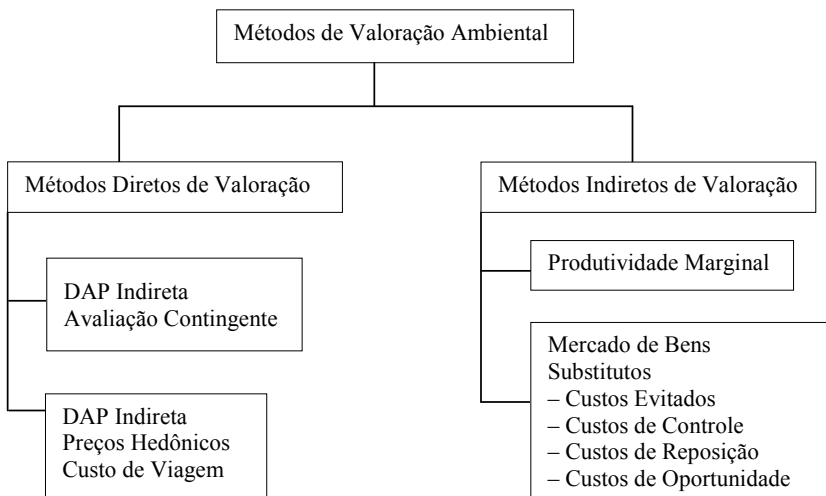 Métodos de Valoração Ambiental
Métodos Diretos de Valoração
DAP Indireta
Avaliação Contingente
DAP Indireta
Preços Hedônicos
Custo de Viagem
Métodos Indiretos de Valoração
Produtividade Marginal
Mercado de Bens
Substitutos
– Custos Evitados
– Custos de Controle
– Custos de Reposição
– Custos de Oportunidade